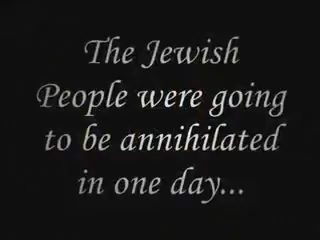 The Jewish
People were going
to be annihilated
in one day...